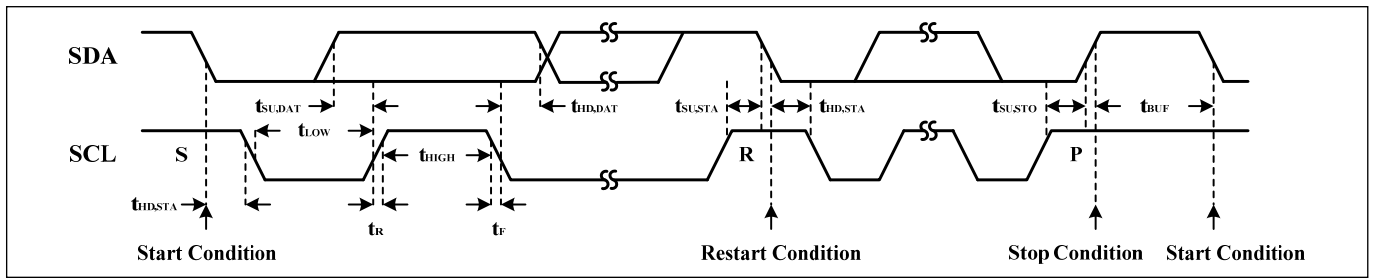 SDA
tSU,DAT
tHD,DAT
tSU,STA
tHD,STA
tSU,STO
tBUF
tLOW
SCL
S
tHIGH
R
P
tHD,STA
tR
tF
Start Condition
Restart Condition
Stop Condition
Start Condition